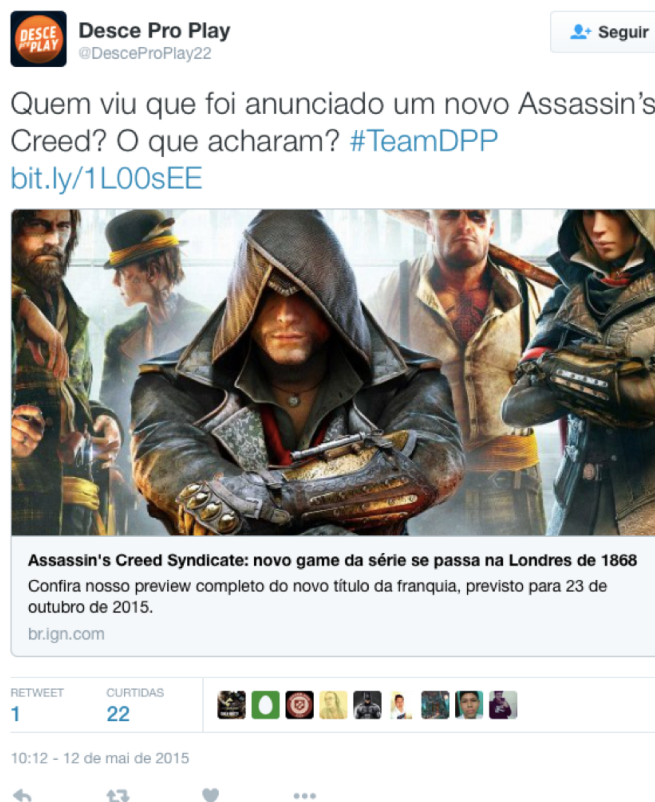 DESCE
PRO
PLAY
Desce Pro Play
@DesceProPlay22
Seguir
Quem viu que foi anunciado um novo Assassin's
Creed? O que acharam? #TeamDPP
bit.ly/1L00sEE
Assassin's Creed Syndicate: novo game da série se passa na Londres de 1868
Confira nosso preview completo do novo título da franquia, previsto para 23 de
outubro de 2015.
br.ign.com
RETWEET
CURTIDAS
1
22
10:12 - 12 de mai de 2015